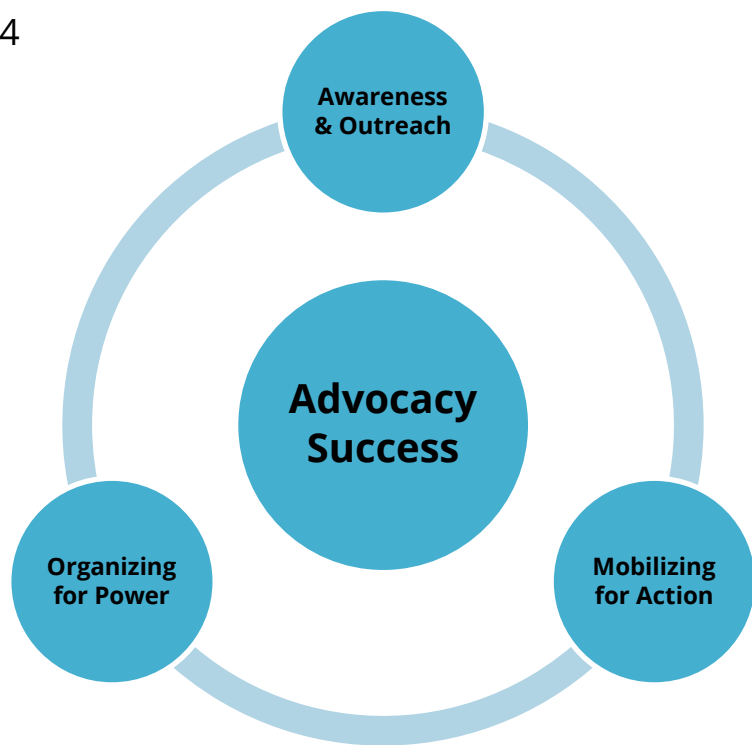 4
Awareness
& Outreach
Advocacy
Success
Organizing
for Power
Mobilizing
for Action